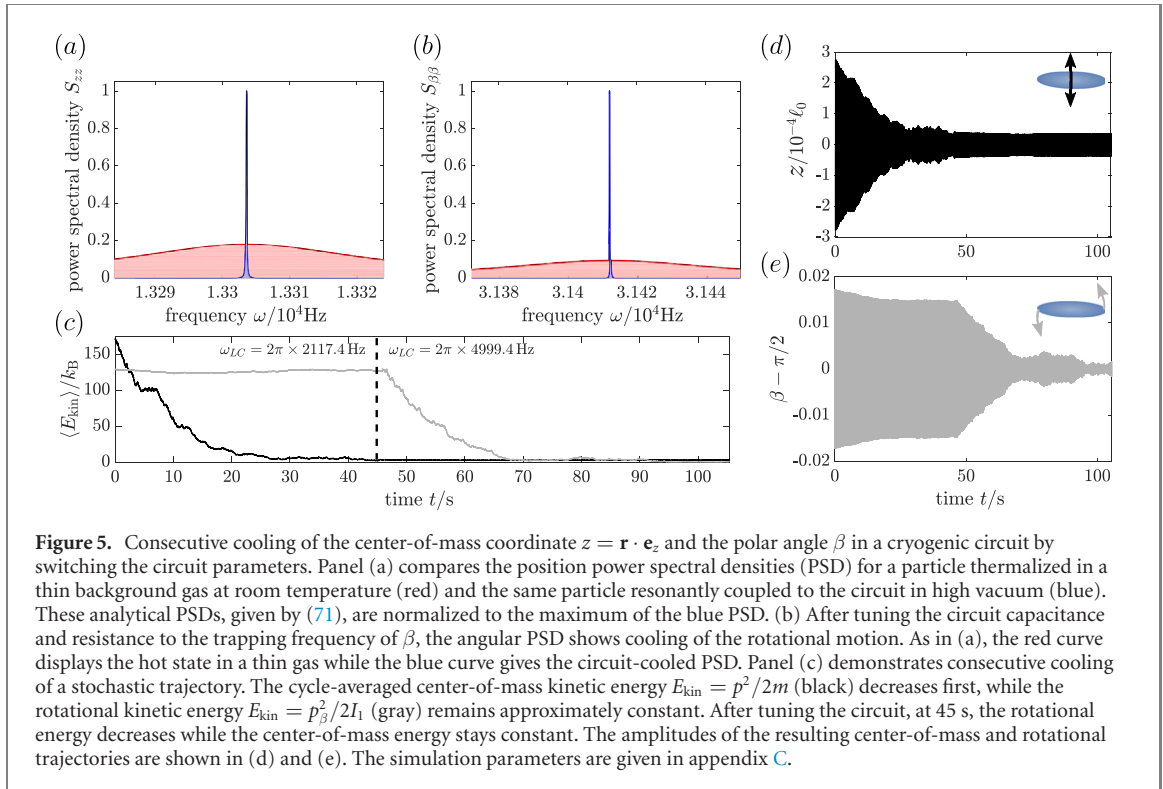 (a)
power spectral density S_zz
1
0.8
0.6
0.4
0.2
0
1.329 1.33 1.331 1.332
frequency ω/10⁴Hz
(b)
power spectral density S_ββ
1
0.8
0.6
0.4
0.2
0
3.138 3.14 3.142 3.144
frequency ω/10⁴Hz
(c)
⟨E_kin⟩/k_B
150
100
50
0
ω_LC = 2π × 2117.4 Hz
ω_LC = 2π × 4999.4 Hz
0 10 20 30 40 50 60 70 80 90 100
time t/s
(d)
z/10⁻⁴ℓ₀
3
2
1
0
-1
-2
-3
0 50 100
(e)
β − π/2
0.02
0.01
0
-0.01
-0.02
0 50 100
time t/s
Figure 5. Consecutive cooling of the center-of-mass coordinate z = r · e_z and the polar angle β in a cryogenic circuit by
switching the circuit parameters. Panel (a) compares the position power spectral densities (PSD) for a particle thermalized in a
thin background gas at room temperature (red) and the same particle resonantly coupled to the circuit in high vacuum (blue).
These analytical PSDs, given by (71), are normalized to the maximum of the blue PSD. (b) After tuning the circuit capacitance
and resistance to the trapping frequency of β, the angular PSD shows cooling of the rotational motion. As in (a), the red curve
displays the hot state in a thin gas while the blue curve gives the circuit-cooled PSD. Panel (c) demonstrates consecutive cooling
of a stochastic trajectory. The cycle-averaged center-of-mass kinetic energy E_kin = p²/2m (black) decreases first, while the
rotational kinetic energy E_kin = p_β²/2I₁ (gray) remains approximately constant. After tuning the circuit, at 45 s, the rotational
energy decreases while the center-of-mass energy stays constant. The amplitudes of the resulting center-of-mass and rotational
trajectories are shown in (d) and (e). The simulation parameters are given in appendix C.